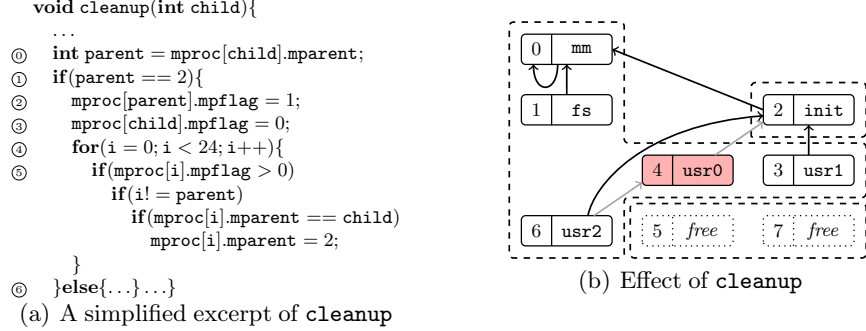 void cleanup(int child){
...
⓪ int parent = mproc[child].mparent;
① if(parent == 2){
② mproc[parent].mpflag = 1;
③ mproc[child].mpflag = 0;
④ for(i = 0; i < 24; i++){
⑤ if(mproc[i].mpflag > 0)
if(i! = parent)
if(mproc[i].mparent == child)
mproc[i].mparent = 2;
}
⑥ }else{...}...}
(a) A simplified excerpt of cleanup
0 mm
1 fs
2 init
4 usr0
3 usr1
6 usr2
5 free
7 free
(b) Effect of cleanup